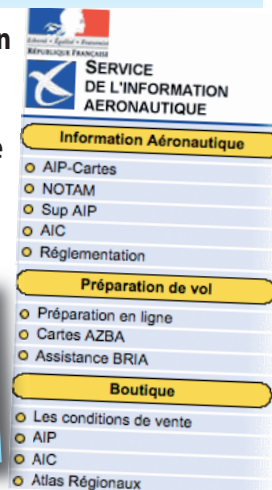 n
e
Liberté • Égalité • Fraternité
RÉPUBLIQUE FRANÇAISE
SERVICE
DE L'INFORMATION
AERONAUTIQUE
Information Aéronautique
AIP-Cartes
NOTAM
Sup AIP
AIC
Réglementation
Préparation de vol
Préparation en ligne
Cartes AZBA
Assistance BRIA
Boutique
Les conditions de vente
AIP
AIC
Atlas Régionaux